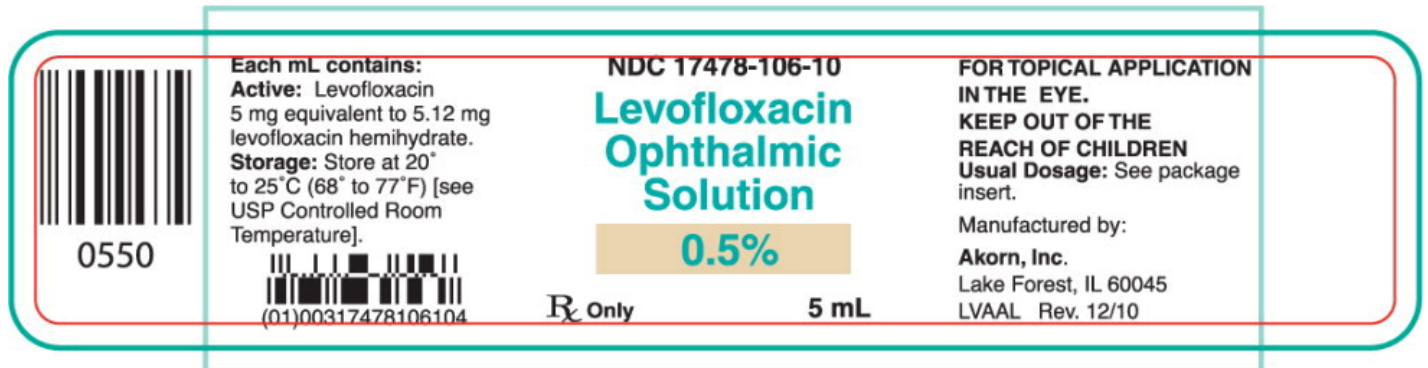 0550
Each mL contains:
Active: Levofloxacin
5 mg equivalent to 5.12 mg
levofloxacin hemihydrate.
Storage: Store at 20˚
to 25˚C (68˚ to 77˚F) [see
USP Controlled Room
Temperature].
(01)00317478106104
NDC 17478-106-10
Levofloxacin
Ophthalmic
Solution
0.5%
Rx Only 5 mL
FOR TOPICAL APPLICATION
IN THE EYE.
KEEP OUT OF THE
REACH OF CHILDREN
Usual Dosage: See package
insert.
Manufactured by:
Akorn, Inc.
Lake Forest, IL 60045
LVAAL Rev. 12/10